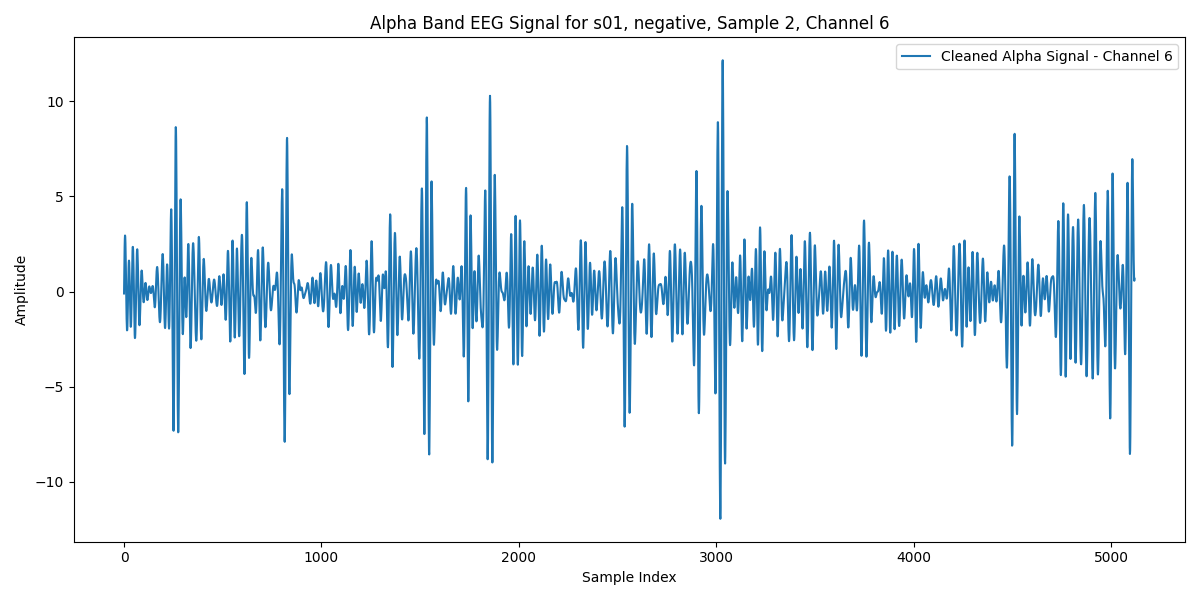 Alpha Band EEG Signal for s01, negative, Sample 2, Channel 6
Cleaned Alpha Signal - Channel 6
Amplitude
10
5
0
−5
−10
0 1000 2000 3000 4000 5000
Sample Index